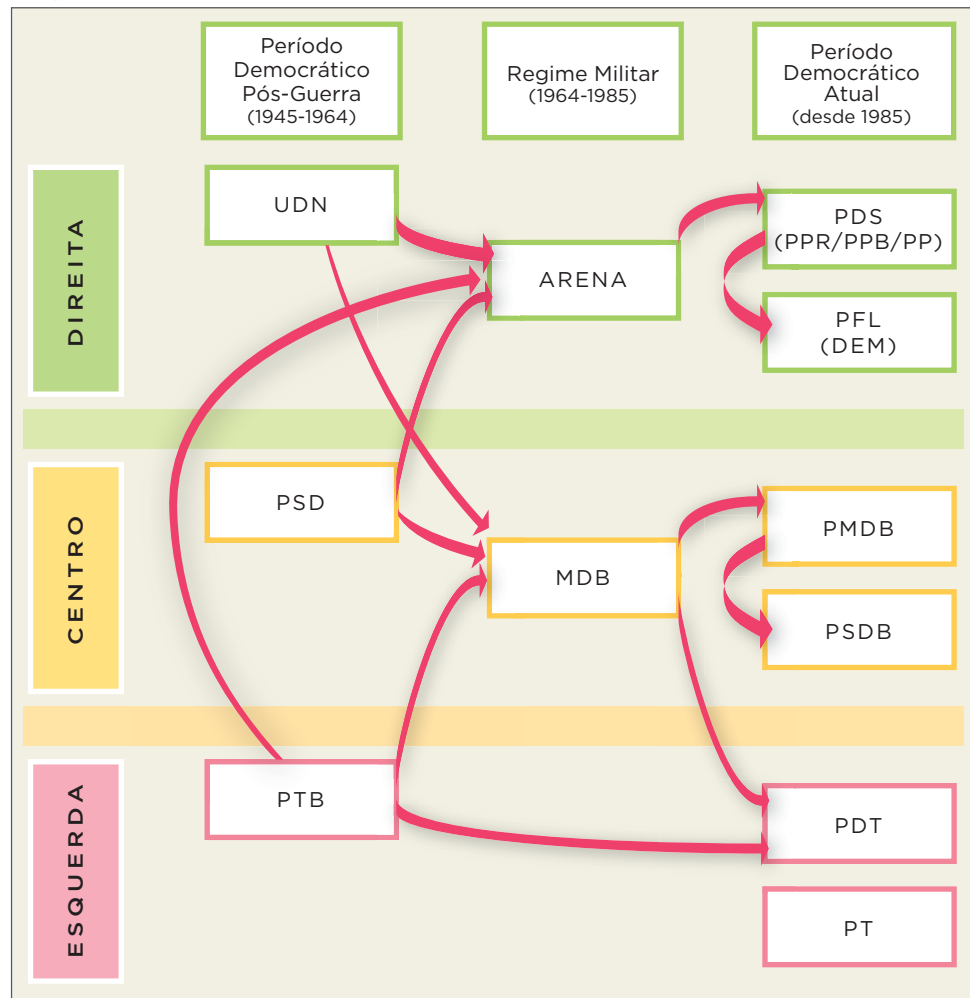 Período
Democrático
Pós-Guerra
(1945-1964)
Regime Militar
(1964-1985)
Período
Democrático
Atual
(desde 1985)
DIREITA
UDN
ARENA
PDS
(PPR/PPB/PP)
PFL
(DEM)
CENTRO
PSD
MDB
PMDB
PSDB
ESQUERDA
PTB
PDT
PT